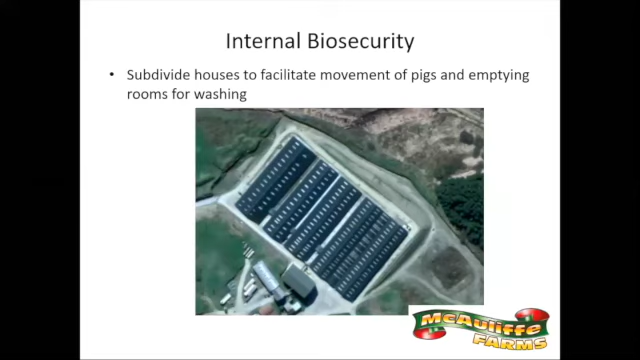 Internal Biosecurity
• Subdivide houses to facilitate movement of pigs and emptying
rooms for washing
McAuliffe
FARMS